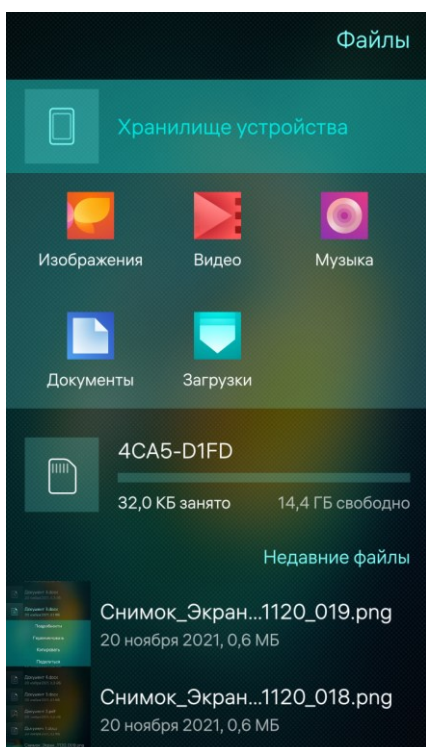 Файлы
Хранилище устройства
Изображения Видео Музыка
Документы Загрузки
4CA5-D1FD
32,0 КБ занято 14,4 ГБ свободно
Недавние файлы
Снимок_Экран...1120_019.png
20 ноября 2021, 0,6 МБ
Снимок_Экран...1120_018.png
20 ноября 2021, 0,6 МБ